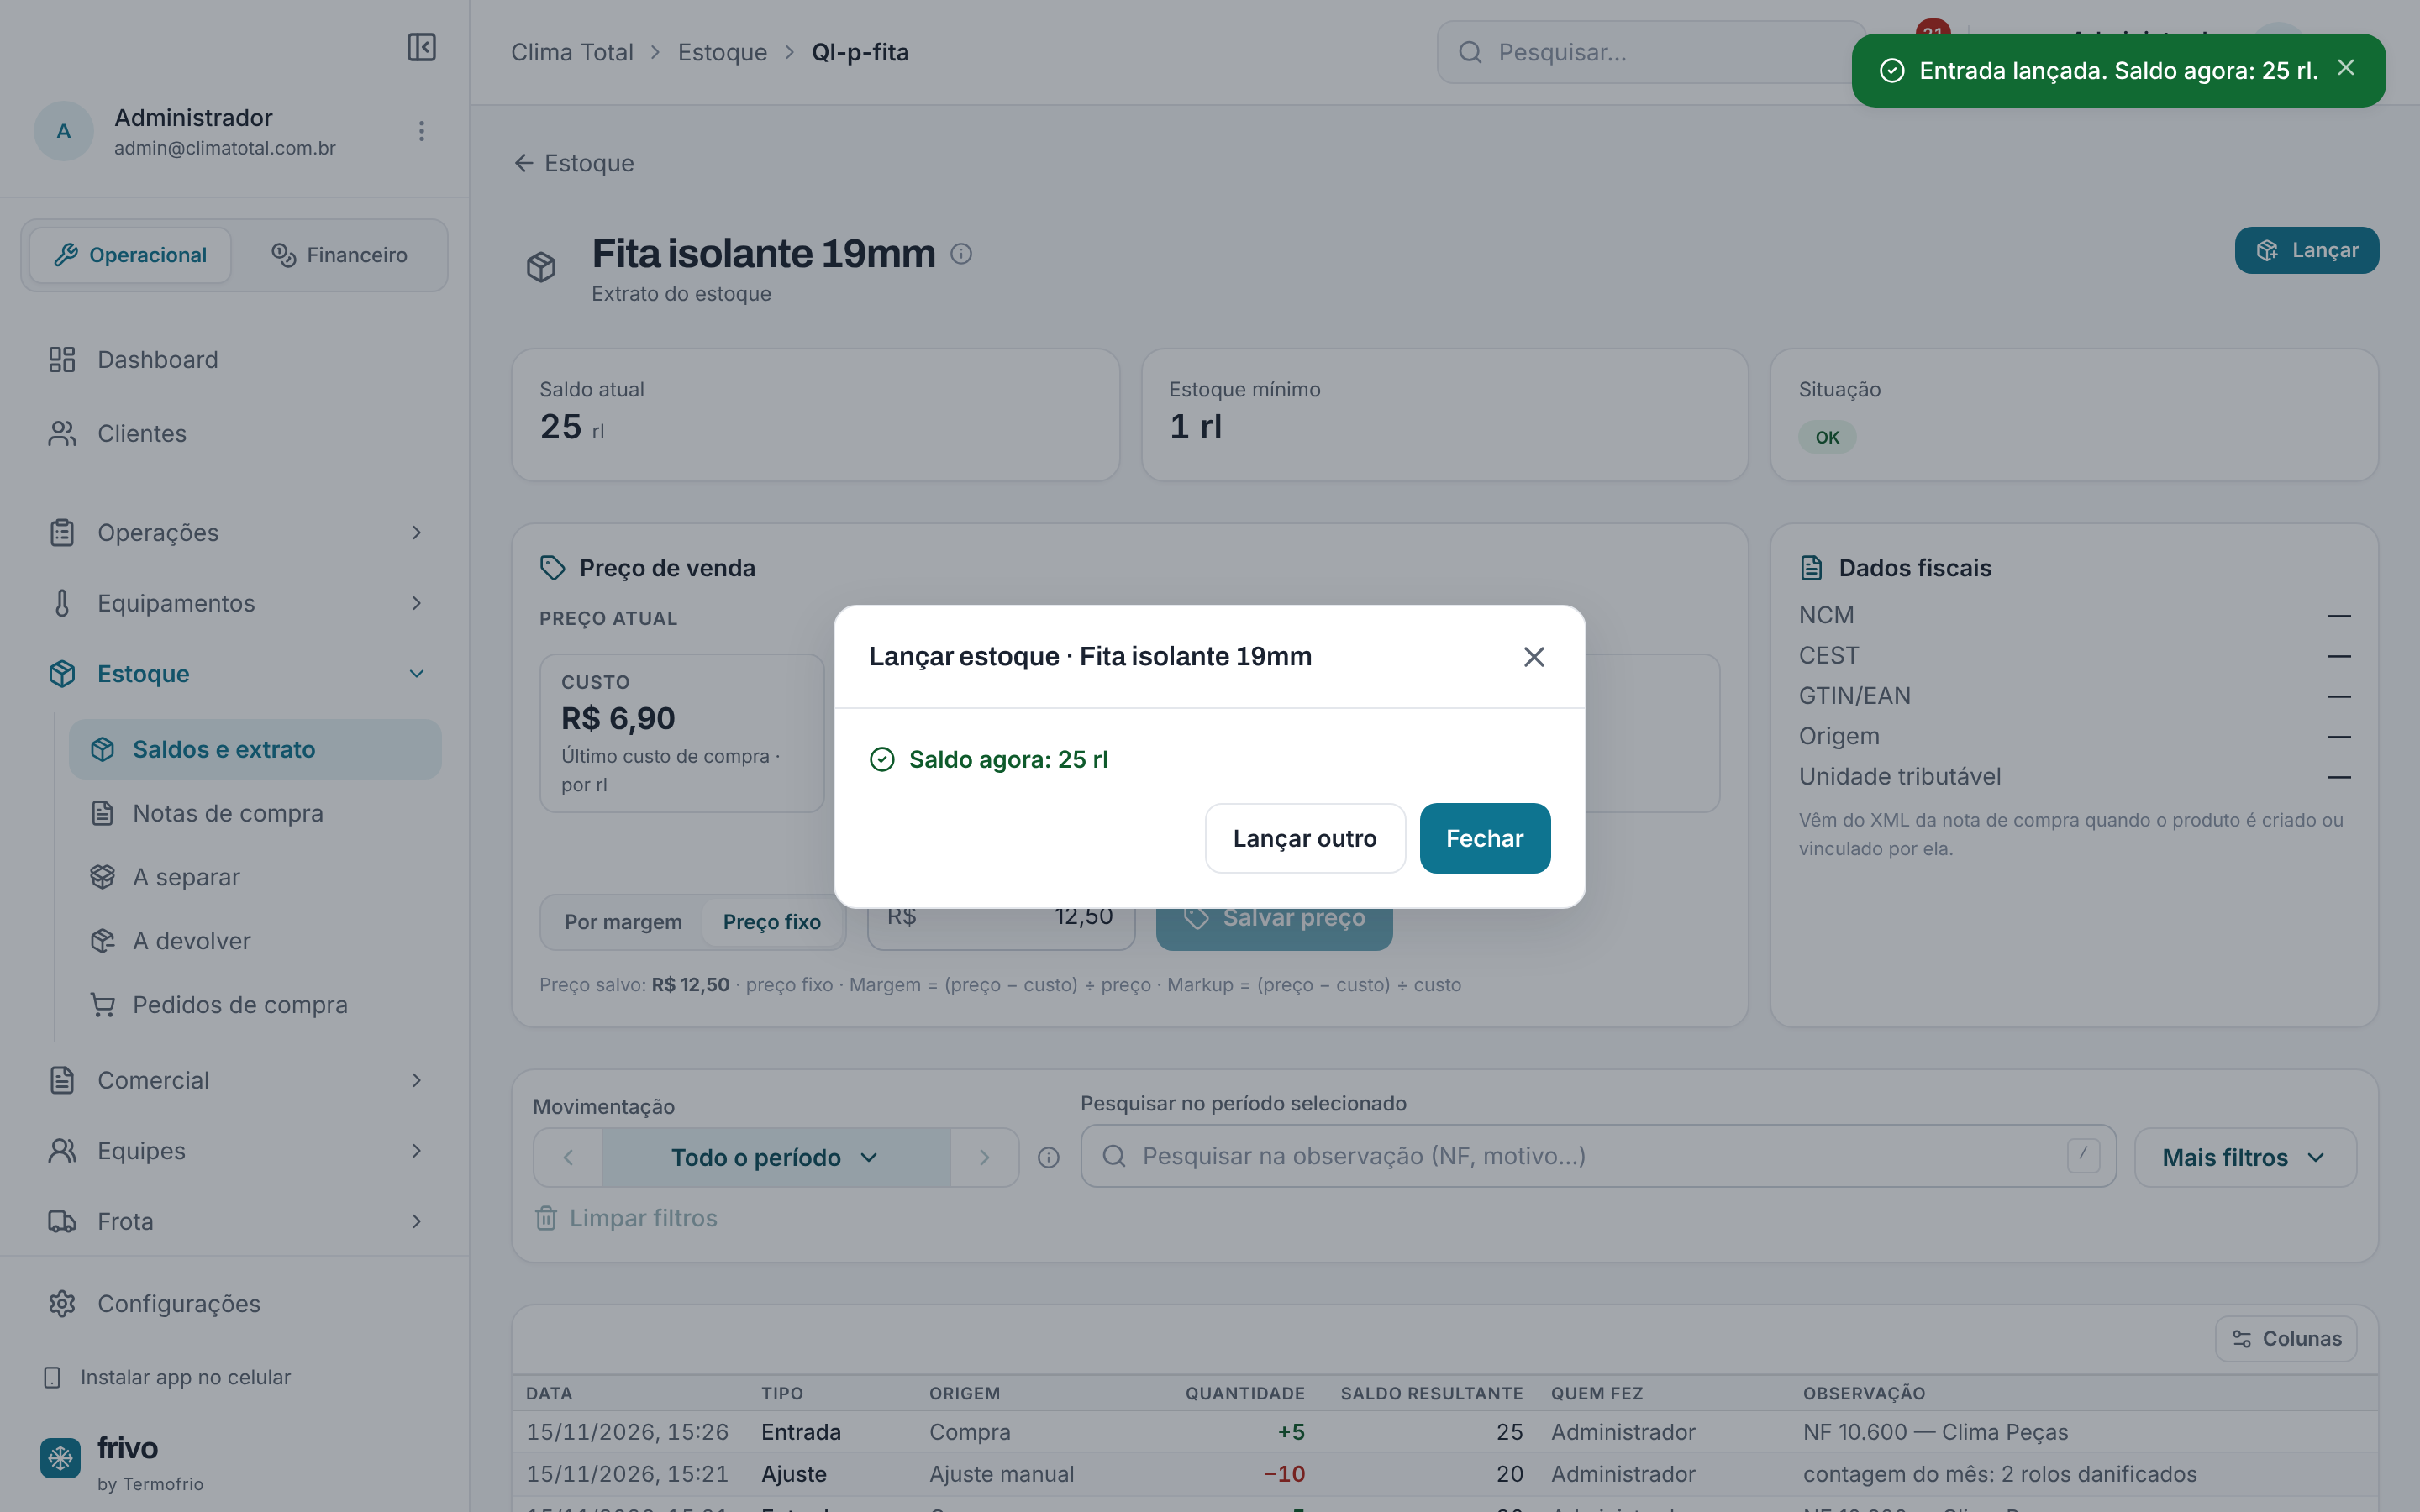 Administrador
admin@climatotal.com.br
Operacional
Financeiro
Dashboard
Clientes
Operações
Equipamentos
Estoque
Saldos e extrato
Notas de compra
A separar
A devolver
Pedidos de compra
Comercial
Equipes
Frota
Configurações
Instalar app no celular
frivo
by Termofrio
Clima Total > Estoque > Ql-p-fita
Pesquisar...
Entrada lançada. Saldo agora: 25 rl.
Estoque
Fita isolante 19mm
Extrato do estoque
Lançar
Saldo atual
25 rl
Estoque mínimo
1 rl
Situação
OK
Preço de venda
PREÇO ATUAL
CUSTO
R$ 6,90
Último custo de compra ·
por rl
Por margem
Preço fixo
R$ 12,50
Salvar preço
Preço salvo: R$ 12,50 · preço fixo · Margem = (preço − custo) ÷ preço · Markup = (preço − custo) ÷ custo
Dados fiscais
NCM —
CEST —
GTIN/EAN —
Origem —
Unidade tributável —
Vêm do XML da nota de compra quando o produto é criado ou
vinculado por ela.
Lançar estoque · Fita isolante 19mm
Saldo agora: 25 rl
Lançar outro
Fechar
Movimentação
Todo o período
Pesquisar no período selecionado
Pesquisar na observação (NF, motivo...)
/
Mais filtros
Limpar filtros
Colunas
DATA TIPO ORIGEM QUANTIDADE SALDO RESULTANTE QUEM FEZ OBSERVAÇÃO
15/11/2026, 15:26 Entrada Compra +5 25 Administrador NF 10.600 — Clima Peças
15/11/2026, 15:21 Ajuste Ajuste manual −10 20 Administrador contagem do mês: 2 rolos danificados